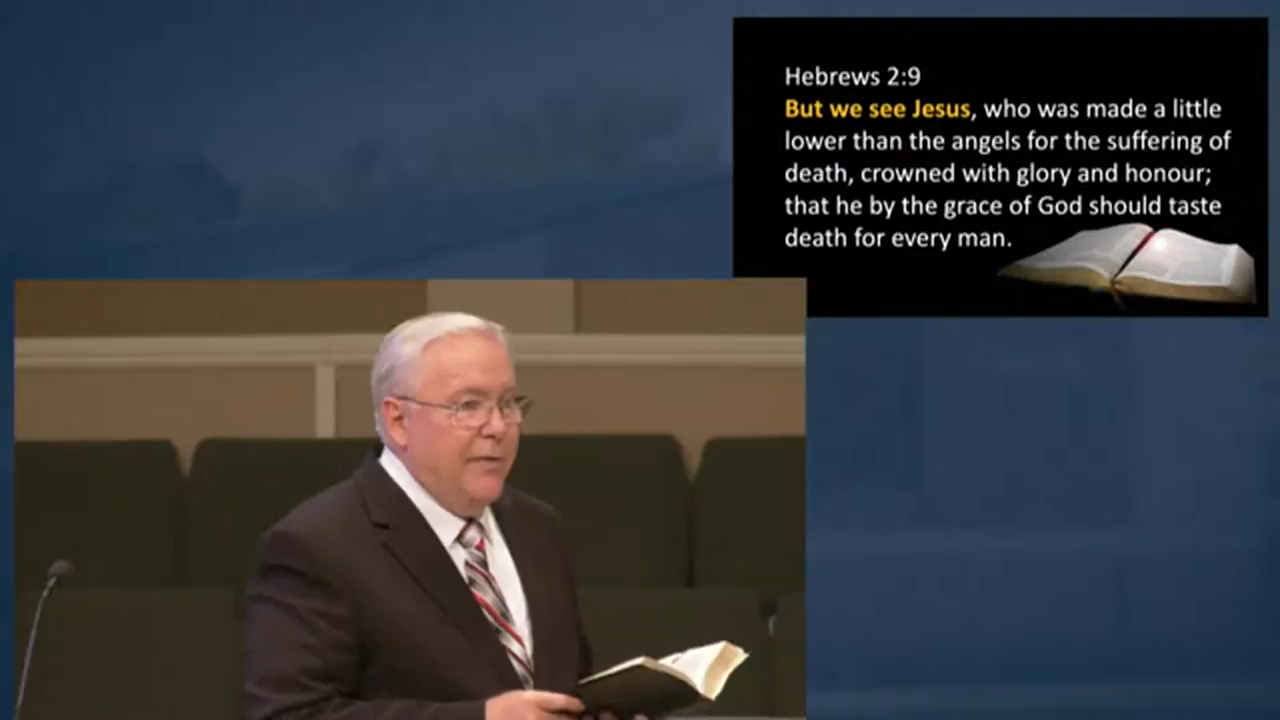 Hebrews 2:9
But we see Jesus, who was made a little
lower than the angels for the suffering of
death, crowned with glory and honour;
that he by the grace of God should taste
death for every man.